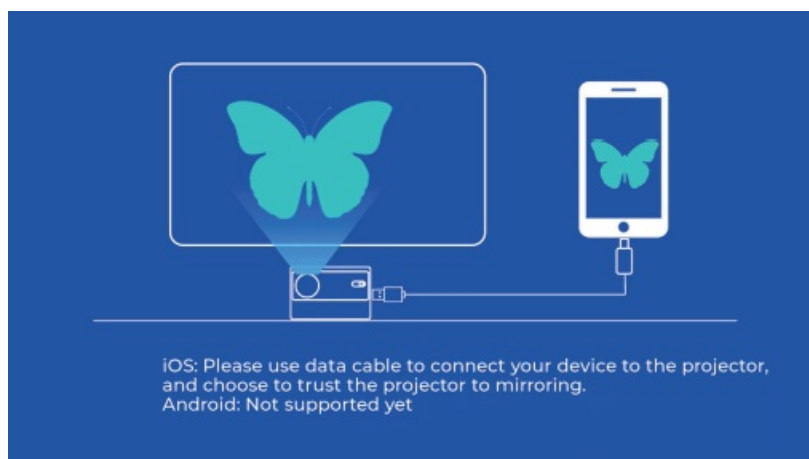 iOS: Please use data cable to connect your device to the projector,
and choose to trust the projector to mirroring.
Android: Not supported yet